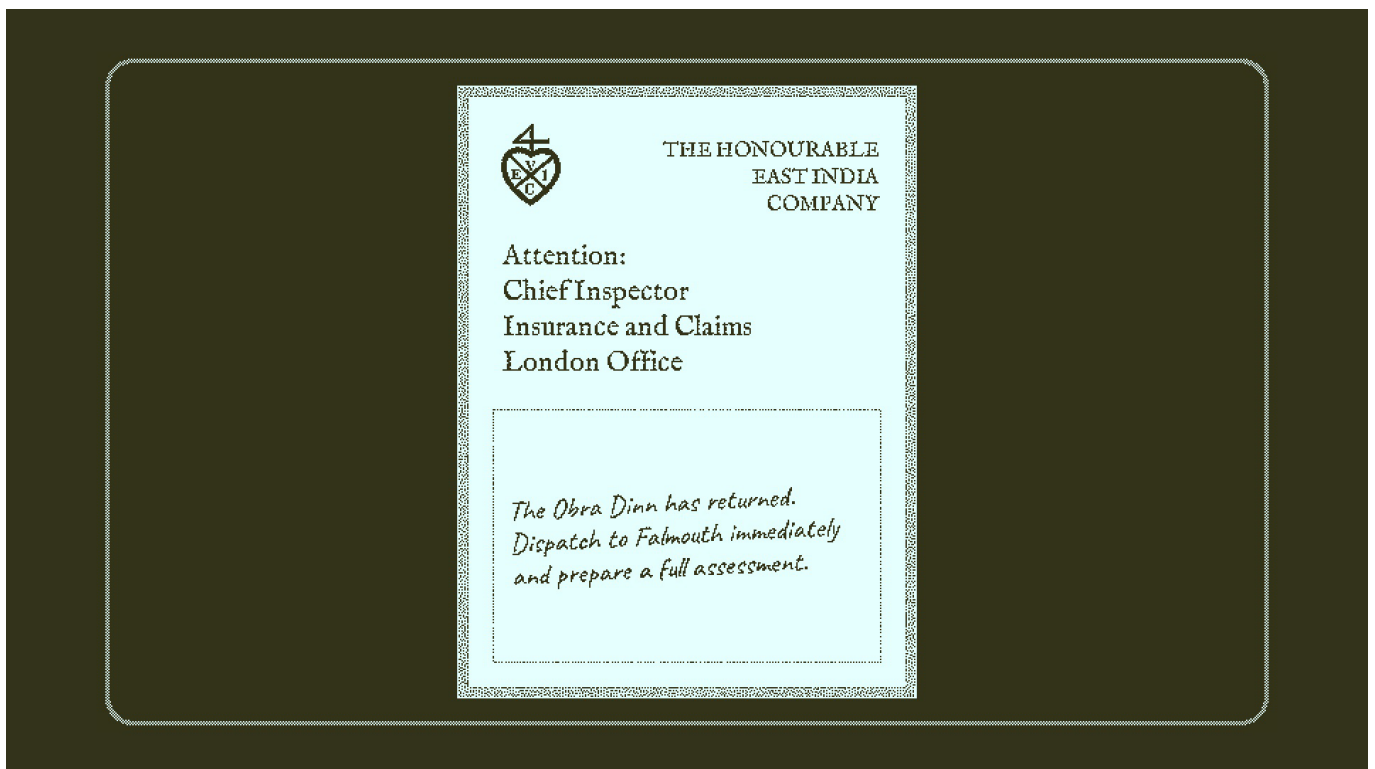 4
V
E I
C
THE HONOURABLE
EAST INDIA
COMPANY
Attention:
Chief Inspector
Insurance and Claims
London Office
The Obra Dinn has returned.
Dispatch to Falmouth immediately
and prepare a full assessment.